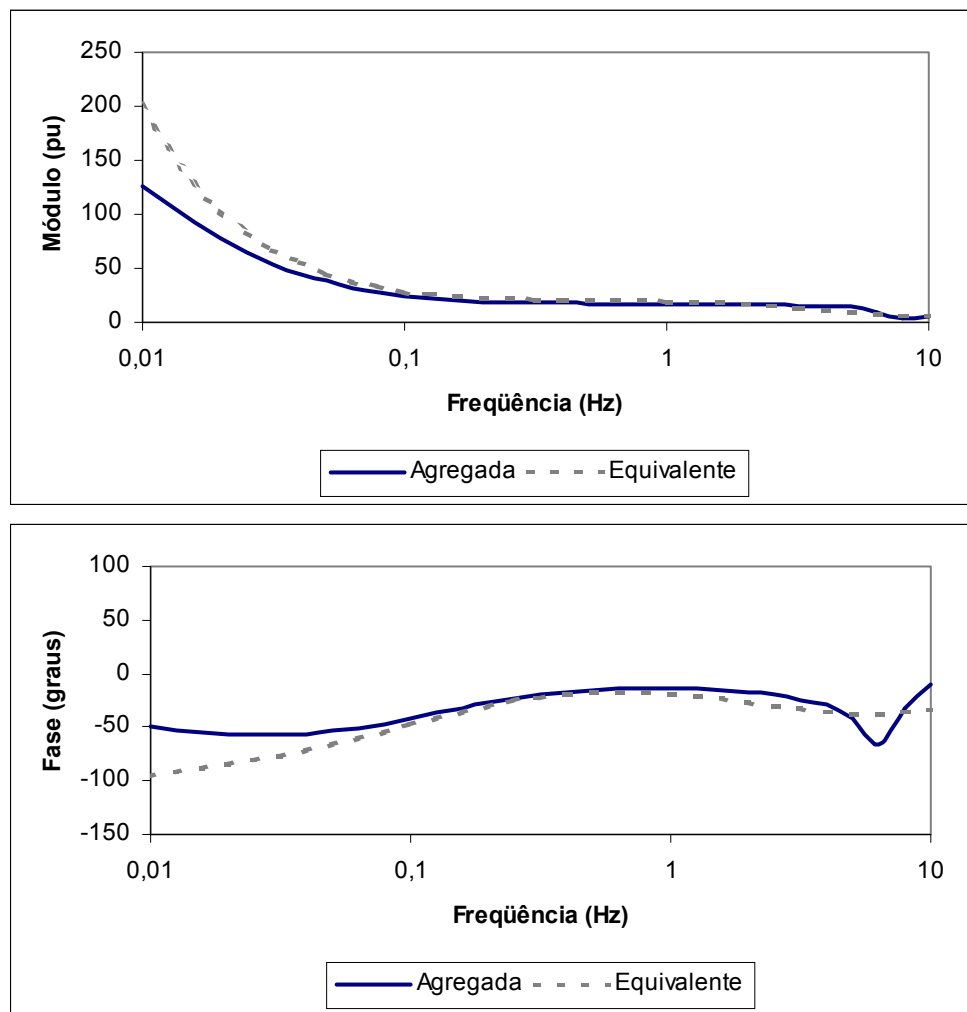 250
200
150
100
50
0
Módulo (pu)
0,01 0,1 1 10
Freqüência (Hz)
Agregada Equivalente
100
50
0
-50
-100
-150
Fase (graus)
0,01 0,1 1 10
Freqüência (Hz)
Agregada Equivalente